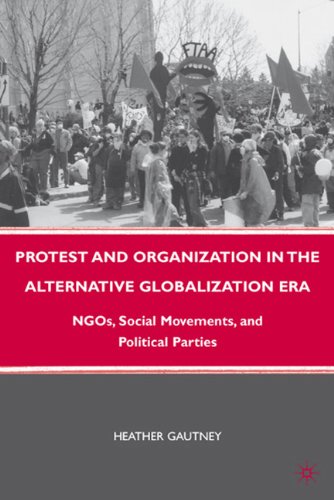 FTAA
PROTEST AND ORGANIZATION IN THE
ALTERNATIVE GLOBALIZATION ERA
NGOs, Social Movements, and
Political Parties
HEATHER GAUTNEY